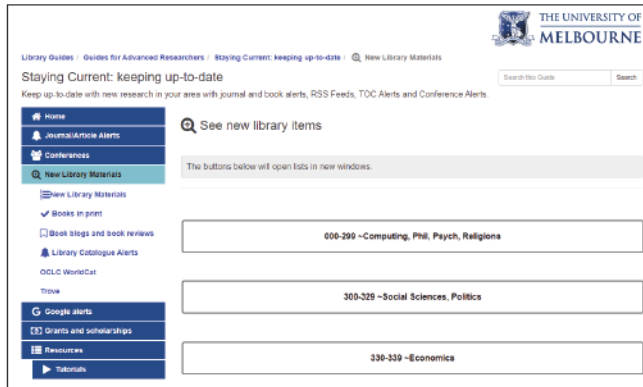 THE UNIVERSITY OF
MELBOURNE
Library Guides / Guides for Advanced Researchers / Staying Current: keeping up-to-date / New Library Materials
Staying Current: keeping up-to-date
Search this Guide Search
Keep up-to-date with new research in your area with journal and book alerts, RSS Feeds, TOC Alerts and Conference Alerts.
Home
Journal/Article Alerts
Conferences
New Library Materials
New Library Materials
Books in print
Book blogs and book reviews
Library Catalogue Alerts
OCLC WorldCat
Trove
Google alerts
Grants and scholarships
Resources
Tutorials
See new library items
The buttons below will open lists in new windows.
000-299 ~Computing, Phil, Psych, Religions
300-329 ~Social Sciences, Politics
330-339 ~Economics